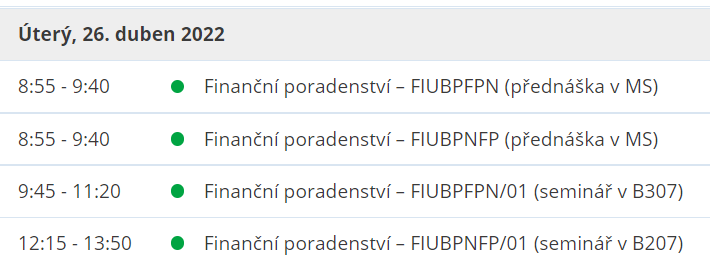 Úterý, 26. duben 2022
8:55 - 9:40 Finanční poradenství – FIUBPFPN (přednáška v MS)
8:55 - 9:40 Finanční poradenství – FIUBPNFP (přednáška v MS)
9:45 - 11:20 Finanční poradenství – FIUBPFPN/01 (seminář v B307)
12:15 - 13:50 Finanční poradenství – FIUBPNFP/01 (seminář v B207)